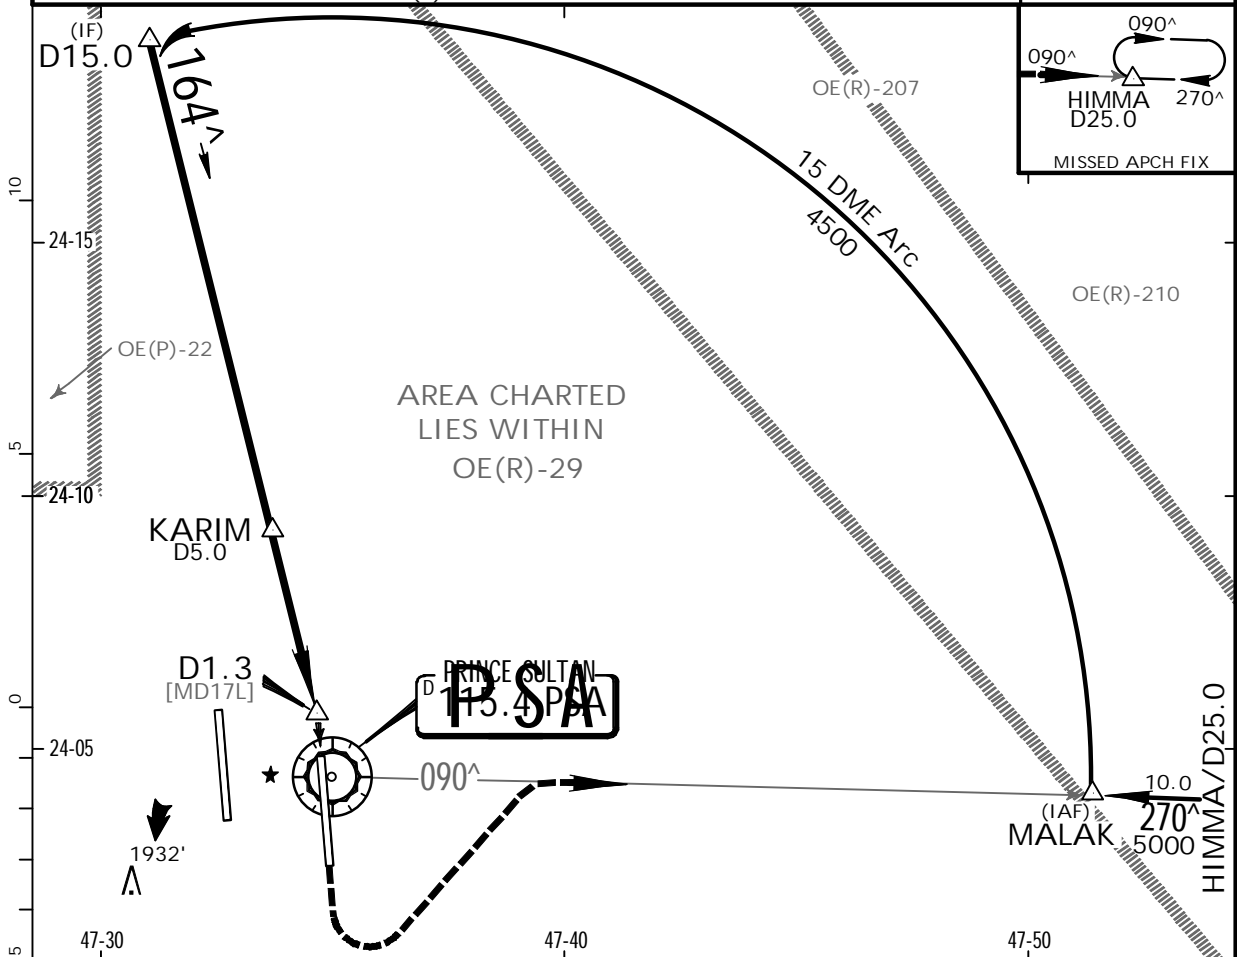 (IF)
D15.0
164^
OE(R)-207
090^
090^
HIMMA
D25.0
270^
MISSED APCH FIX
15 DME Arc
4500
10
24-15
OE(R)-210
OE(P)-22
AREA CHARTED
LIES WITHIN
OE(R)-29
5
24-10
KARIM
D5.0
D1.3
[MD17L]
PRINCE SULTAN
D
115.4 PSA
PSA
0
24-05
090^
10.0
270^
5000
HIMMA/D25.0
(IAF)
MALAK
1932'
5
47-30
47-40
47-50